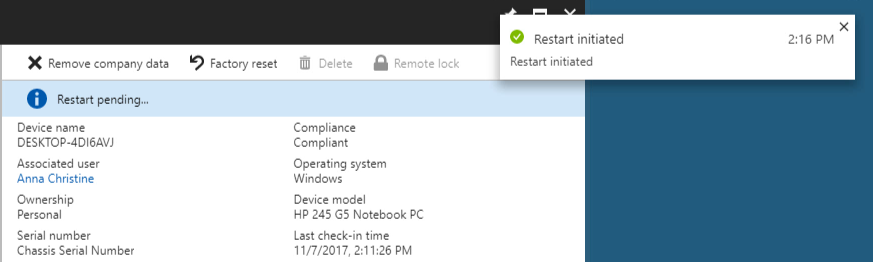 Restart initiated 2:16 PM
Restart initiated
Remove company data Factory reset Delete Remote lock
Restart pending...
Device name Compliance
DESKTOP-4DI6AVJ Compliant
Associated user Operating system
Anna Christine Windows
Ownership Device model
Personal HP 245 G5 Notebook PC
Serial number Last check-in time
Chassis Serial Number 11/7/2017, 2:11:26 PM